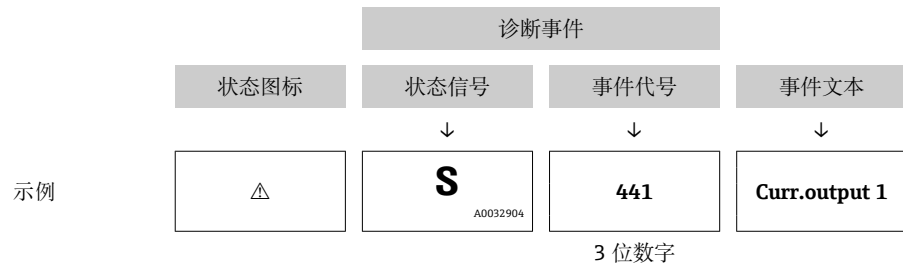 诊断事件
状态图标 状态信号 事件代号 事件文本
↓ ↓ ↓
示例 ⚠ S 441 Curr.output 1
A0032904
3 位数字